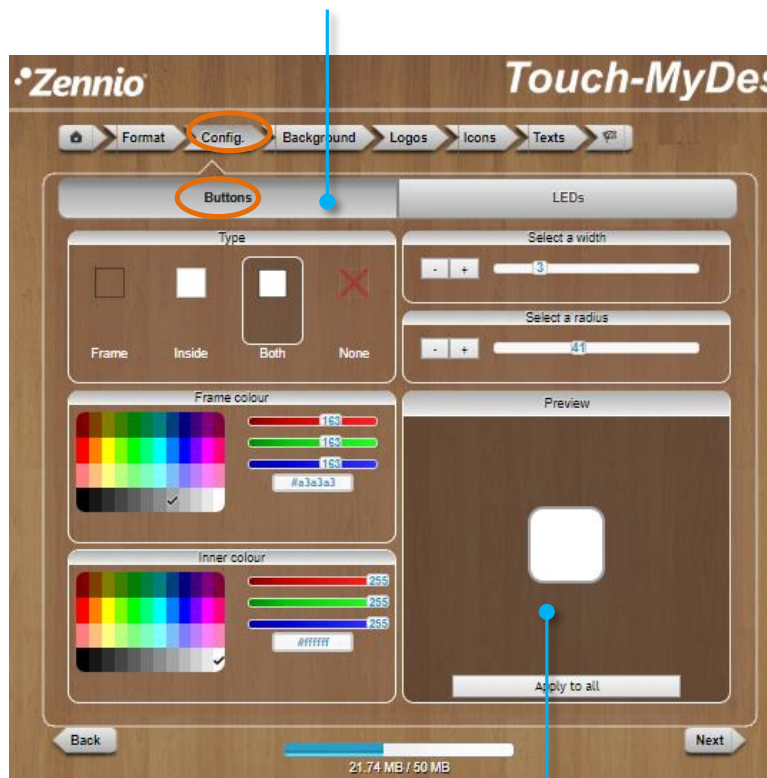 Zennio
Touch-MyDes
Format Config. Background Logos Icons Texts
Buttons LEDs
Type
Frame Inside Both None
Select a width
- + 3
Select a radius
- + 41
Frame colour
163
163
163
#a3a3a3
Preview
Inner colour
255
255
255
#ffffff
Apply to all
Back
21.74 MB / 50 MB
Next